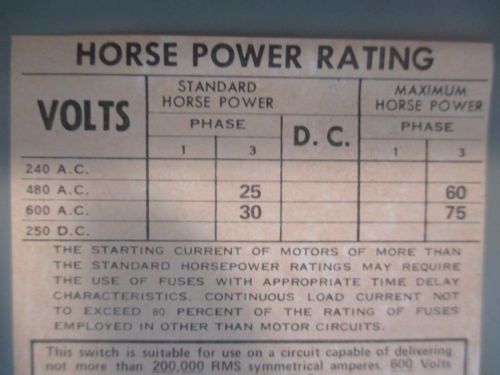 HORSE POWER RATING
VOLTS STANDARD HORSE POWER D. C. MAXIMUM HORSE POWER
PHASE PHASE
1 3 1 3
240 A.C.
480 A.C. 25 60
600 A.C. 30 75
250 D.C.
THE STARTING CURRENT OF MOTORS OF MORE THAN
THE STANDARD HORSEPOWER RATINGS MAY REQUIRE
THE USE OF FUSES WITH APPROPRIATE TIME DELAY
CHARACTERISTICS. CONTINUOUS LOAD CURRENT NOT
TO EXCEED 80 PERCENT OF THE RATING OF FUSES
EMPLOYED IN OTHER THAN MOTOR CIRCUITS.
This switch is suitable for use on a circuit capable of delivering
not more than 200,000 RMS symmetrical amperes, 600 Volts